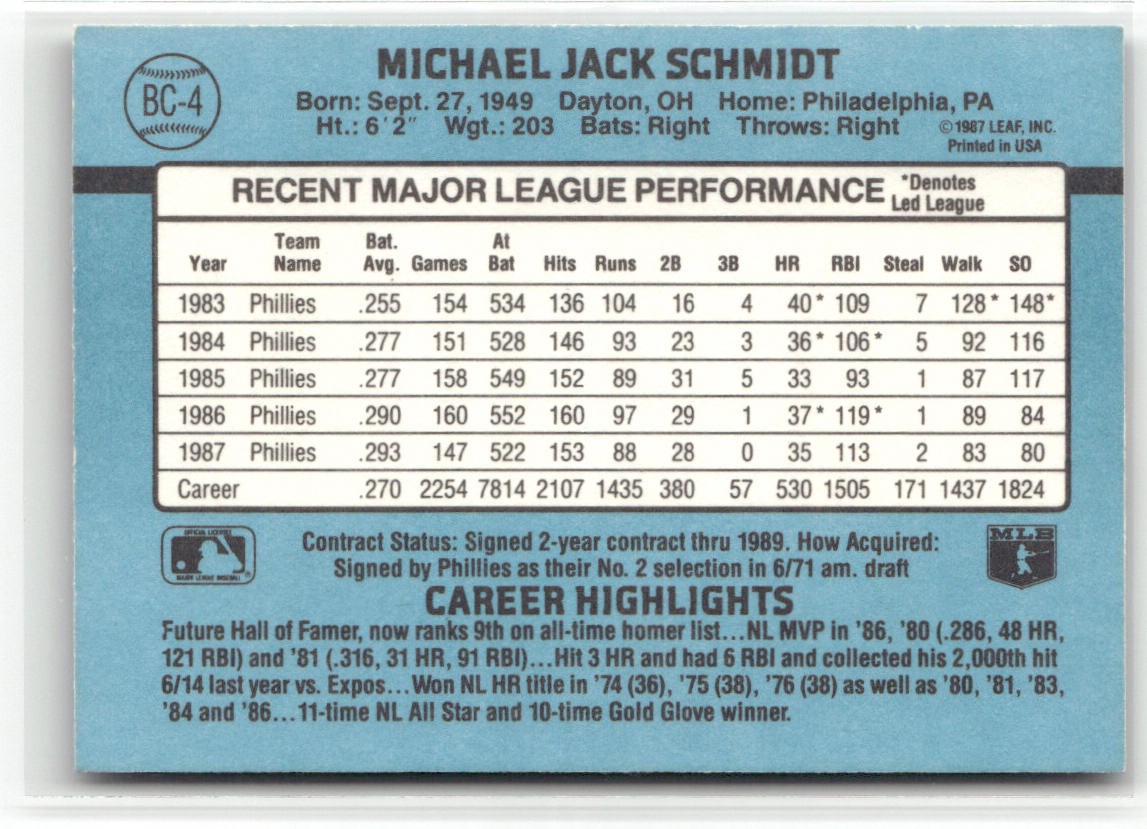 BC-4
MICHAEL JACK SCHMIDT
Born: Sept. 27, 1949 Dayton, OH Home: Philadelphia, PA
Ht.: 6'2" Wgt.: 203 Bats: Right Throws: Right ©1987 LEAF, INC.
Printed in USA
RECENT MAJOR LEAGUE PERFORMANCE *Denotes
Led League
Team Bat. At
Year Name Avg. Games Bat Hits Runs 2B 3B HR RBI Steal Walk SO
1983 Phillies .255 154 534 136 104 16 4 40* 109 7 128* 148*
1984 Phillies .277 151 528 146 93 23 3 36* 106* 5 92 116
1985 Phillies .277 158 549 152 89 31 5 33 93 1 87 117
1986 Phillies .290 160 552 160 97 29 1 37* 119* 1 89 84
1987 Phillies .293 147 522 153 88 28 0 35 113 2 83 80
Career .270 2254 7814 2107 1435 380 57 530 1505 171 1437 1824
OFFICIAL LICENSEE
MAJOR LEAGUE BASEBALL
®
MLB
Contract Status: Signed 2-year contract thru 1989. How Acquired:
Signed by Phillies as their No. 2 selection in 6/71 am. draft
CAREER HIGHLIGHTS
Future Hall of Famer, now ranks 9th on all-time homer list...NL MVP in '86, '80 (.286, 48 HR,
121 RBI) and '81 (.316, 31 HR, 91 RBI)...Hit 3 HR and had 6 RBI and collected his 2,000th hit
6/14 last year vs. Expos...Won NL HR title in '74 (36), '75 (38), '76 (38) as well as '80, '81, '83,
'84 and '86...11-time NL All Star and 10-time Gold Glove winner.